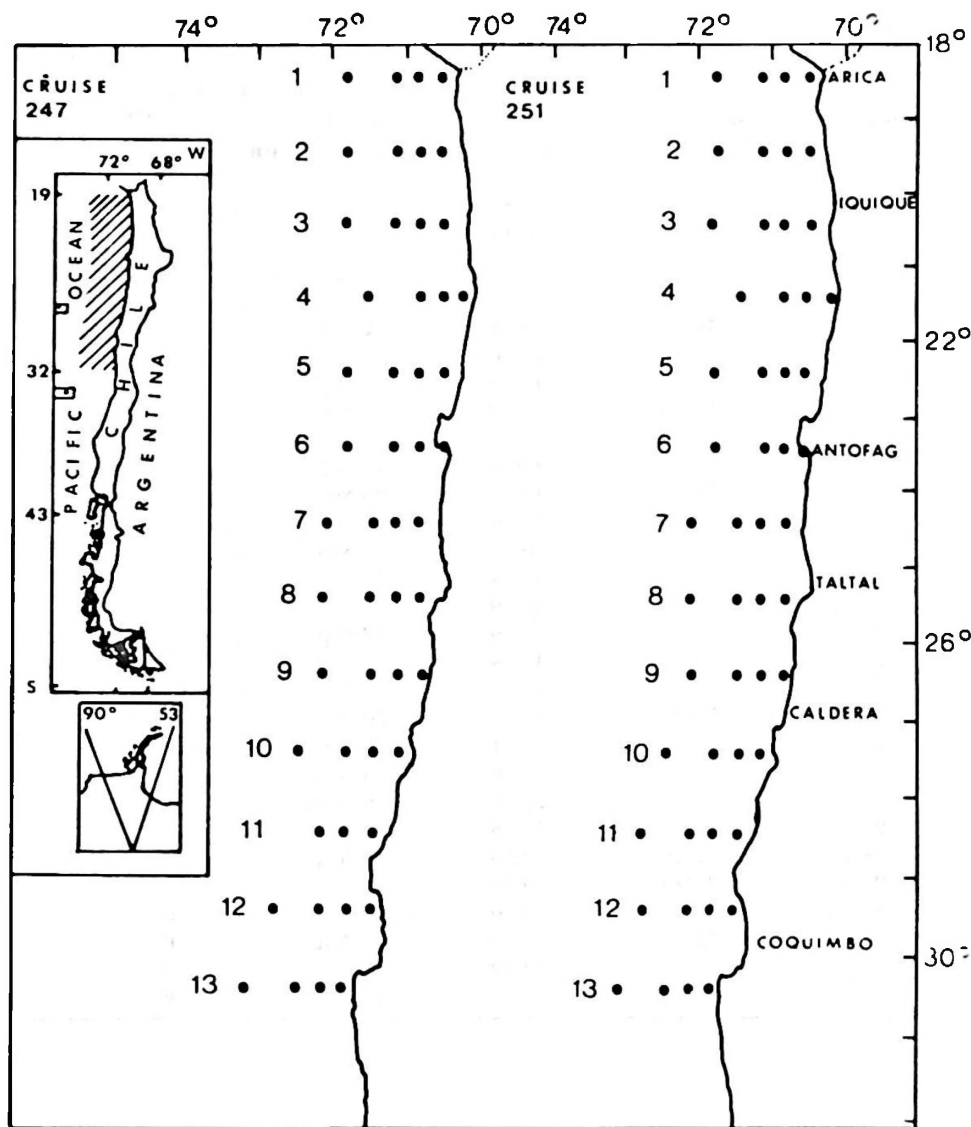 74° 72° 70° 74° 72° 70°
18°
CRUISE
247
CRUISE
251
72° 68° W
19
32
43
S
PACIFIC OCEAN
CHILE
ARGENTINA
90° 53
1
2
3
4
5
6
7
8
9
10
11
12
13
1
2
3
4
5
6
7
8
9
10
11
12
13
ARICA
IQUIQUE
22°
ANTOFAG
TALTAL
26°
CALDERA
COQUIMBO
30°